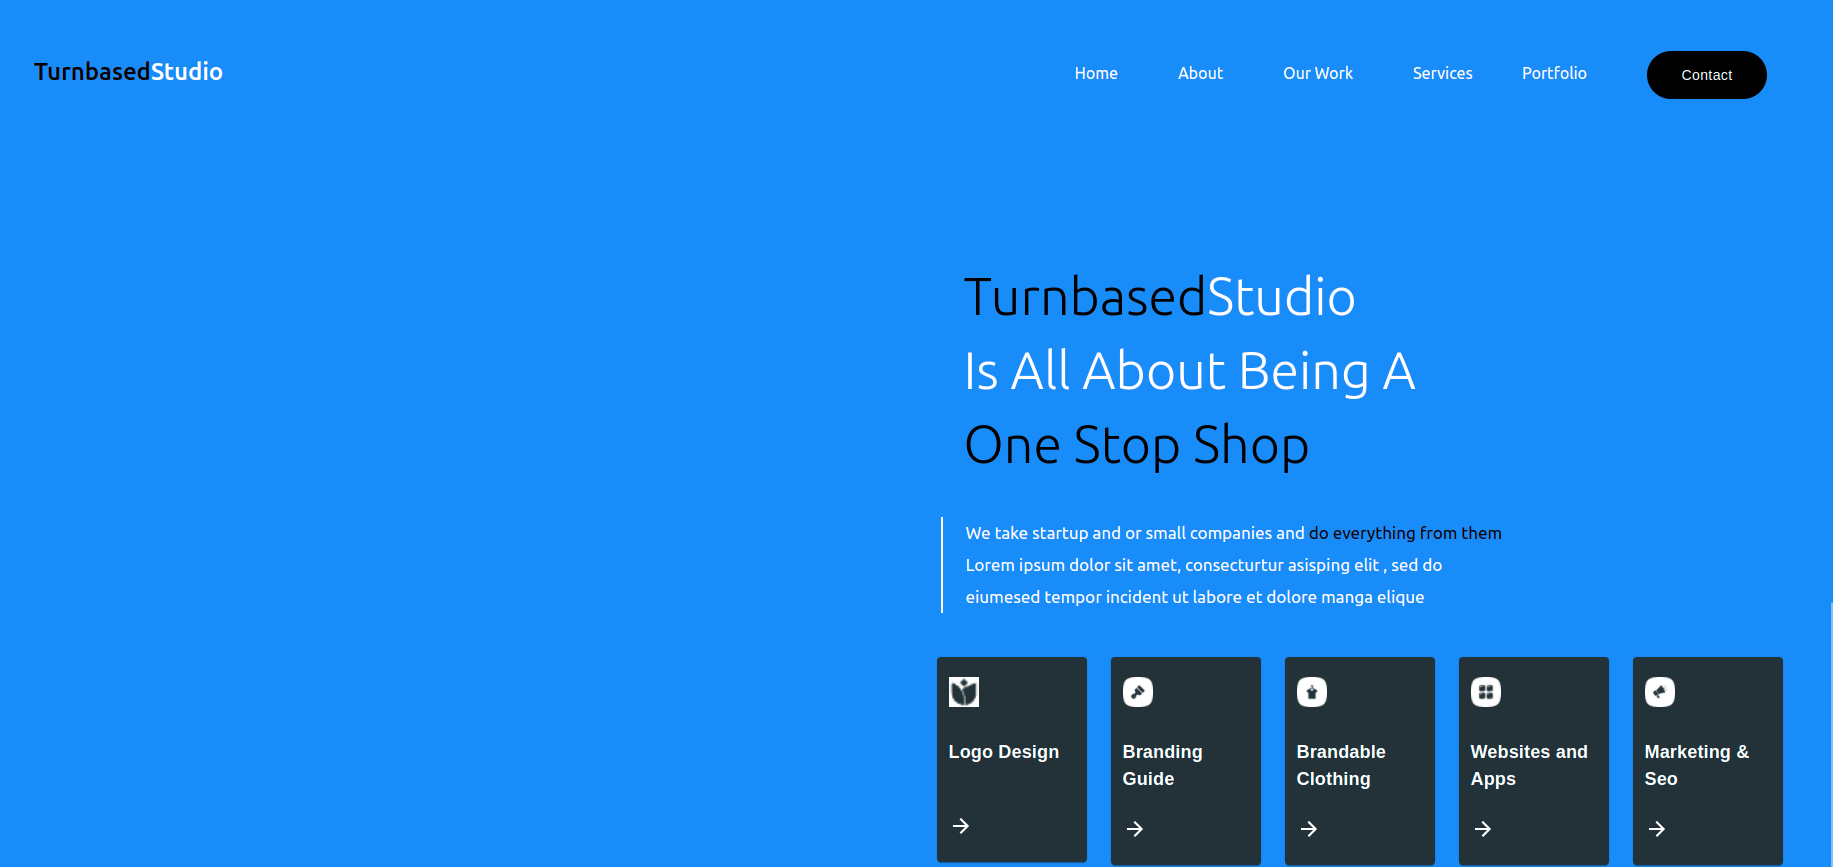 TurnbasedStudio
Home About Our Work Services Portfolio Contact
TurnbasedStudio
Is All About Being A
One Stop Shop
We take startup and or small companies and do everything from them
Lorem ipsum dolor sit amet, consecturtur asisping elit , sed do
eiumesed tempor incident ut labore et dolore manga elique
Logo Design
Branding
Guide
Brandable
Clothing
Websites and
Apps
Marketing &
Seo